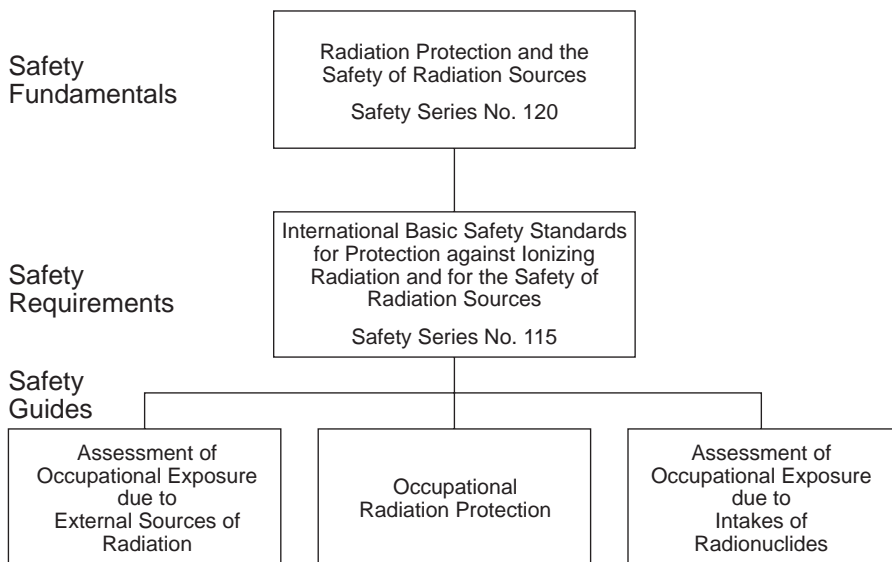 Safety
Fundamentals
Radiation Protection and the
Safety of Radiation Sources
Safety Series No. 120
Safety
Requirements
International Basic Safety Standards
for Protection against Ionizing
Radiation and for the Safety of
Radiation Sources
Safety Series No. 115
Safety
Guides
Assessment of
Occupational Exposure
due to
External Sources of
Radiation
Occupational
Radiation Protection
Assessment of
Occupational Exposure
due to
Intakes of
Radionuclides